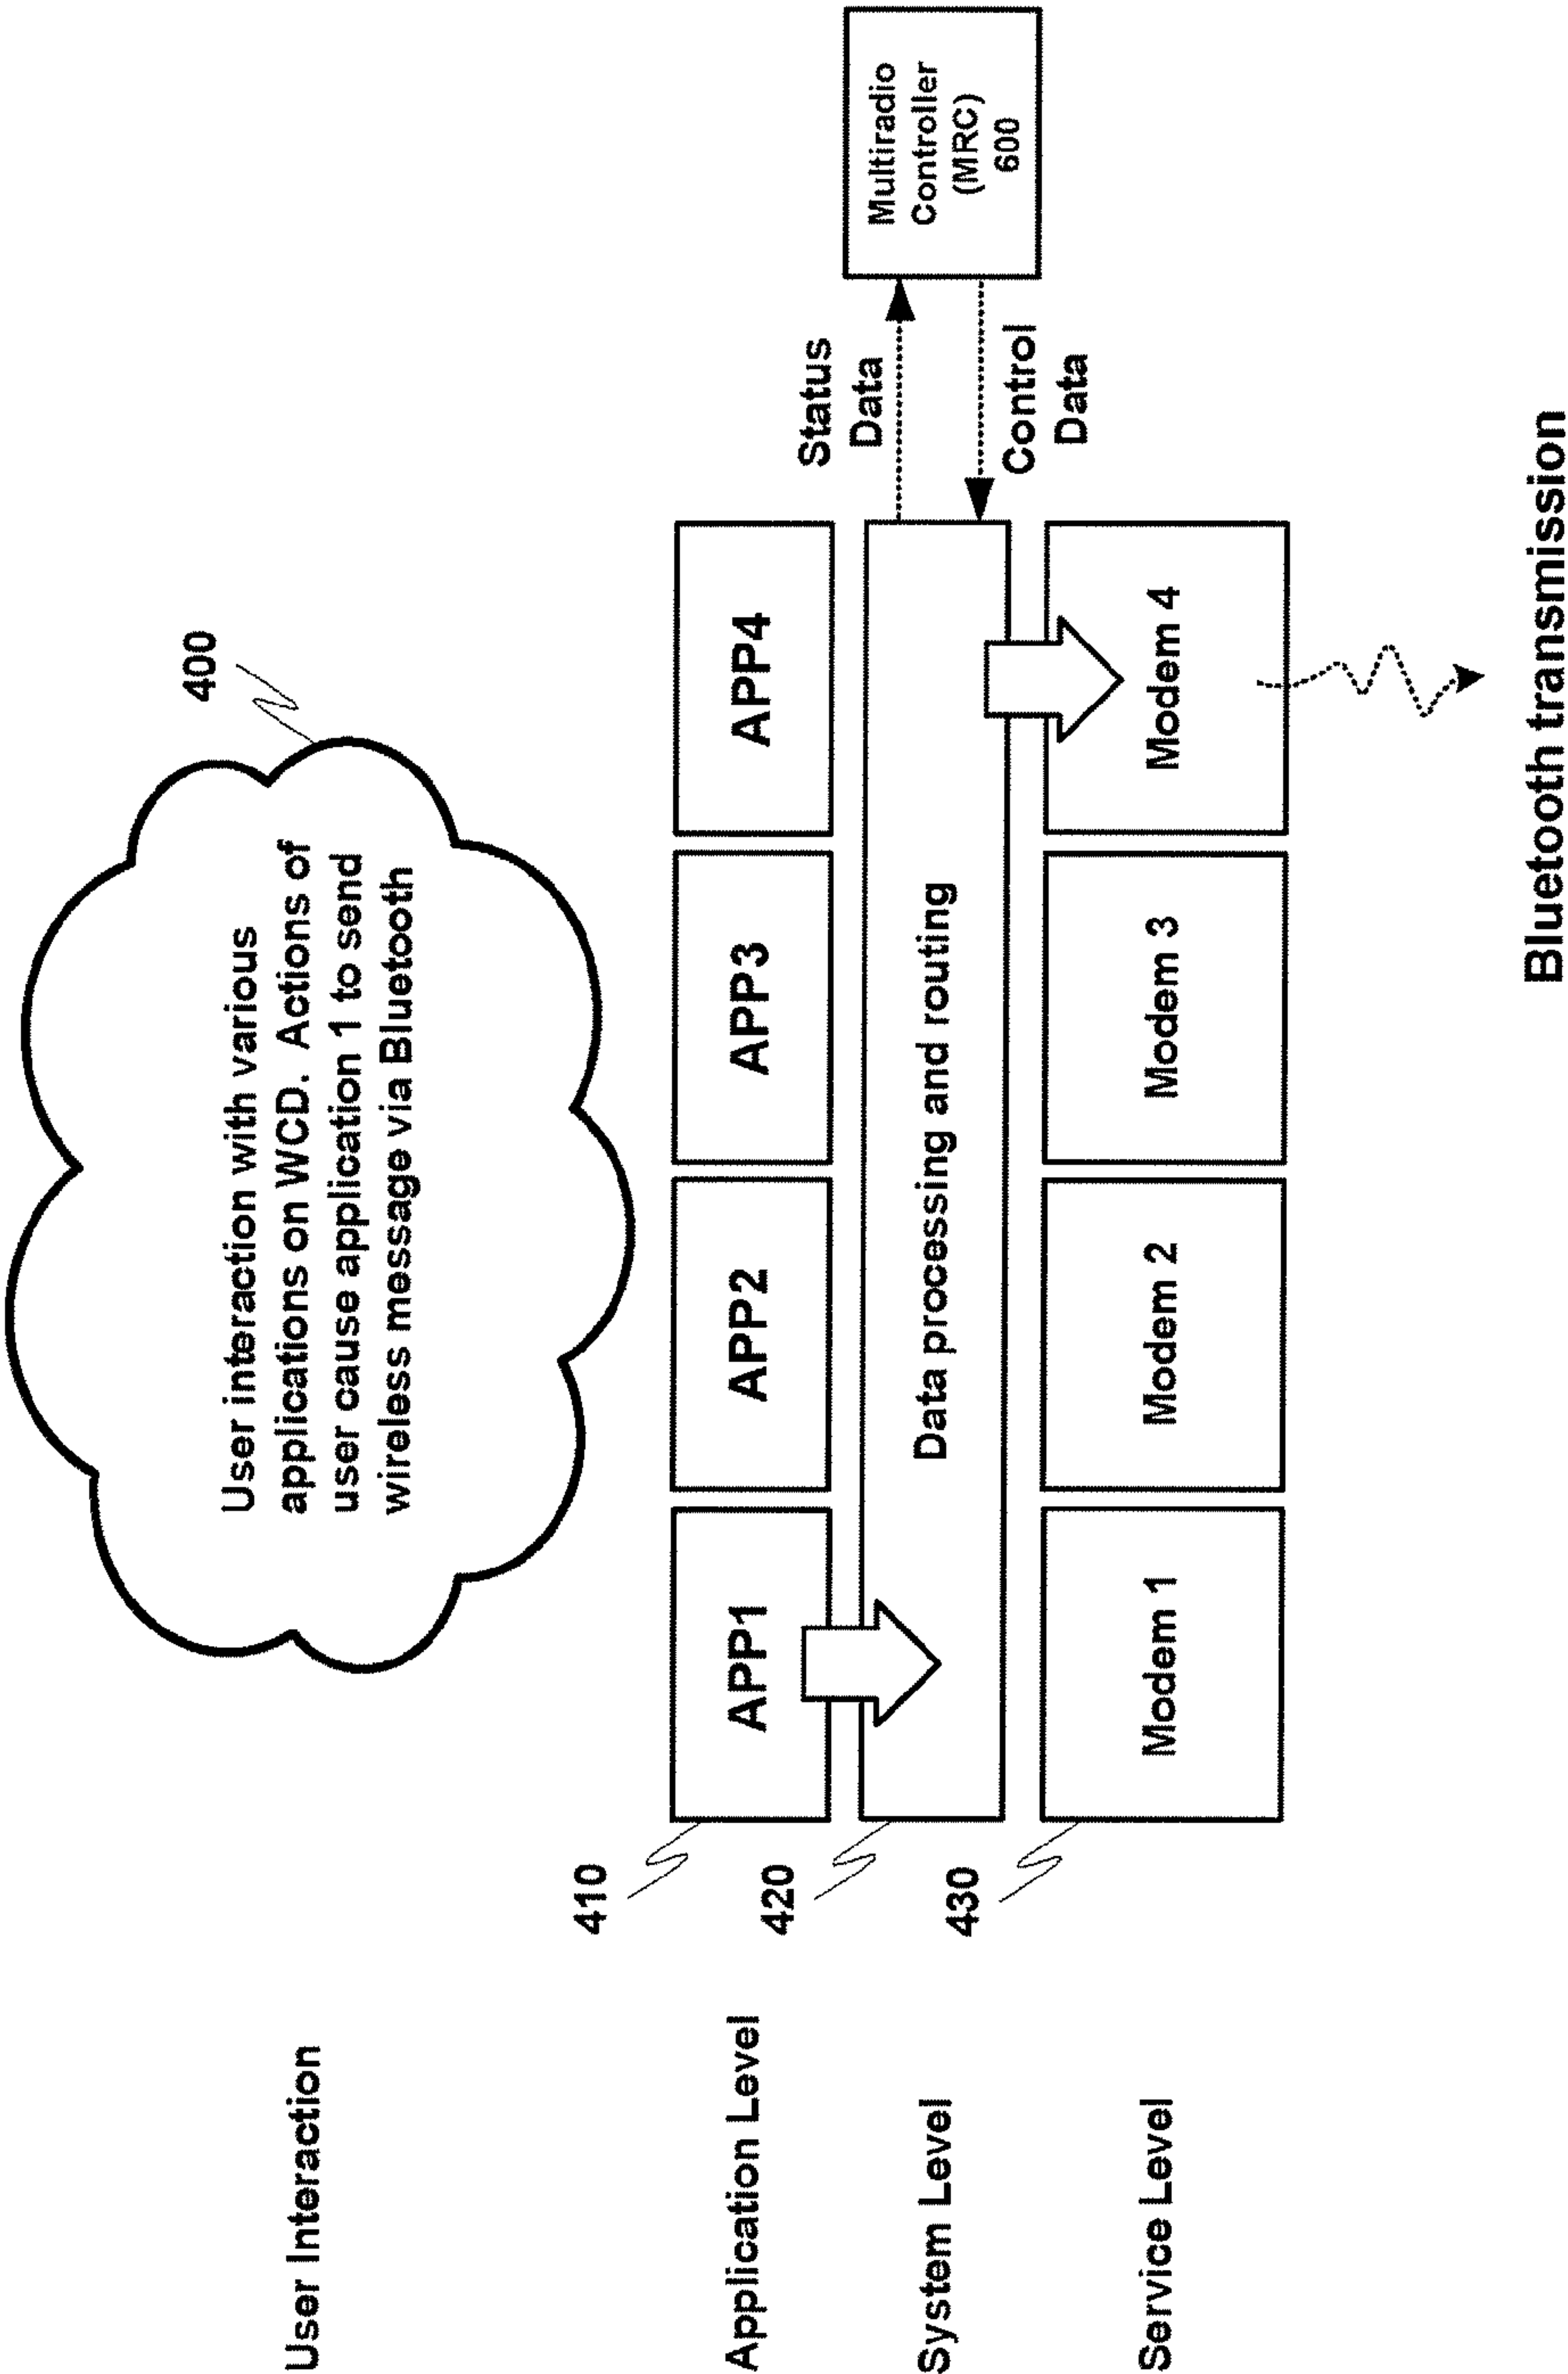 400
User interaction with various
applications on WCD. Actions of
user cause application 1 to send
wireless message via Bluetooth
User Interaction
410
Application Level
APP1
APP2
APP3
APP4
Status
Data
Multiradio
Controller
(MRC)
600
420
System Level
Data processing and routing
Control
Data
430
Service Level
Modem 1
Modem 2
Modem 3
Modem 4
Bluetooth transmission